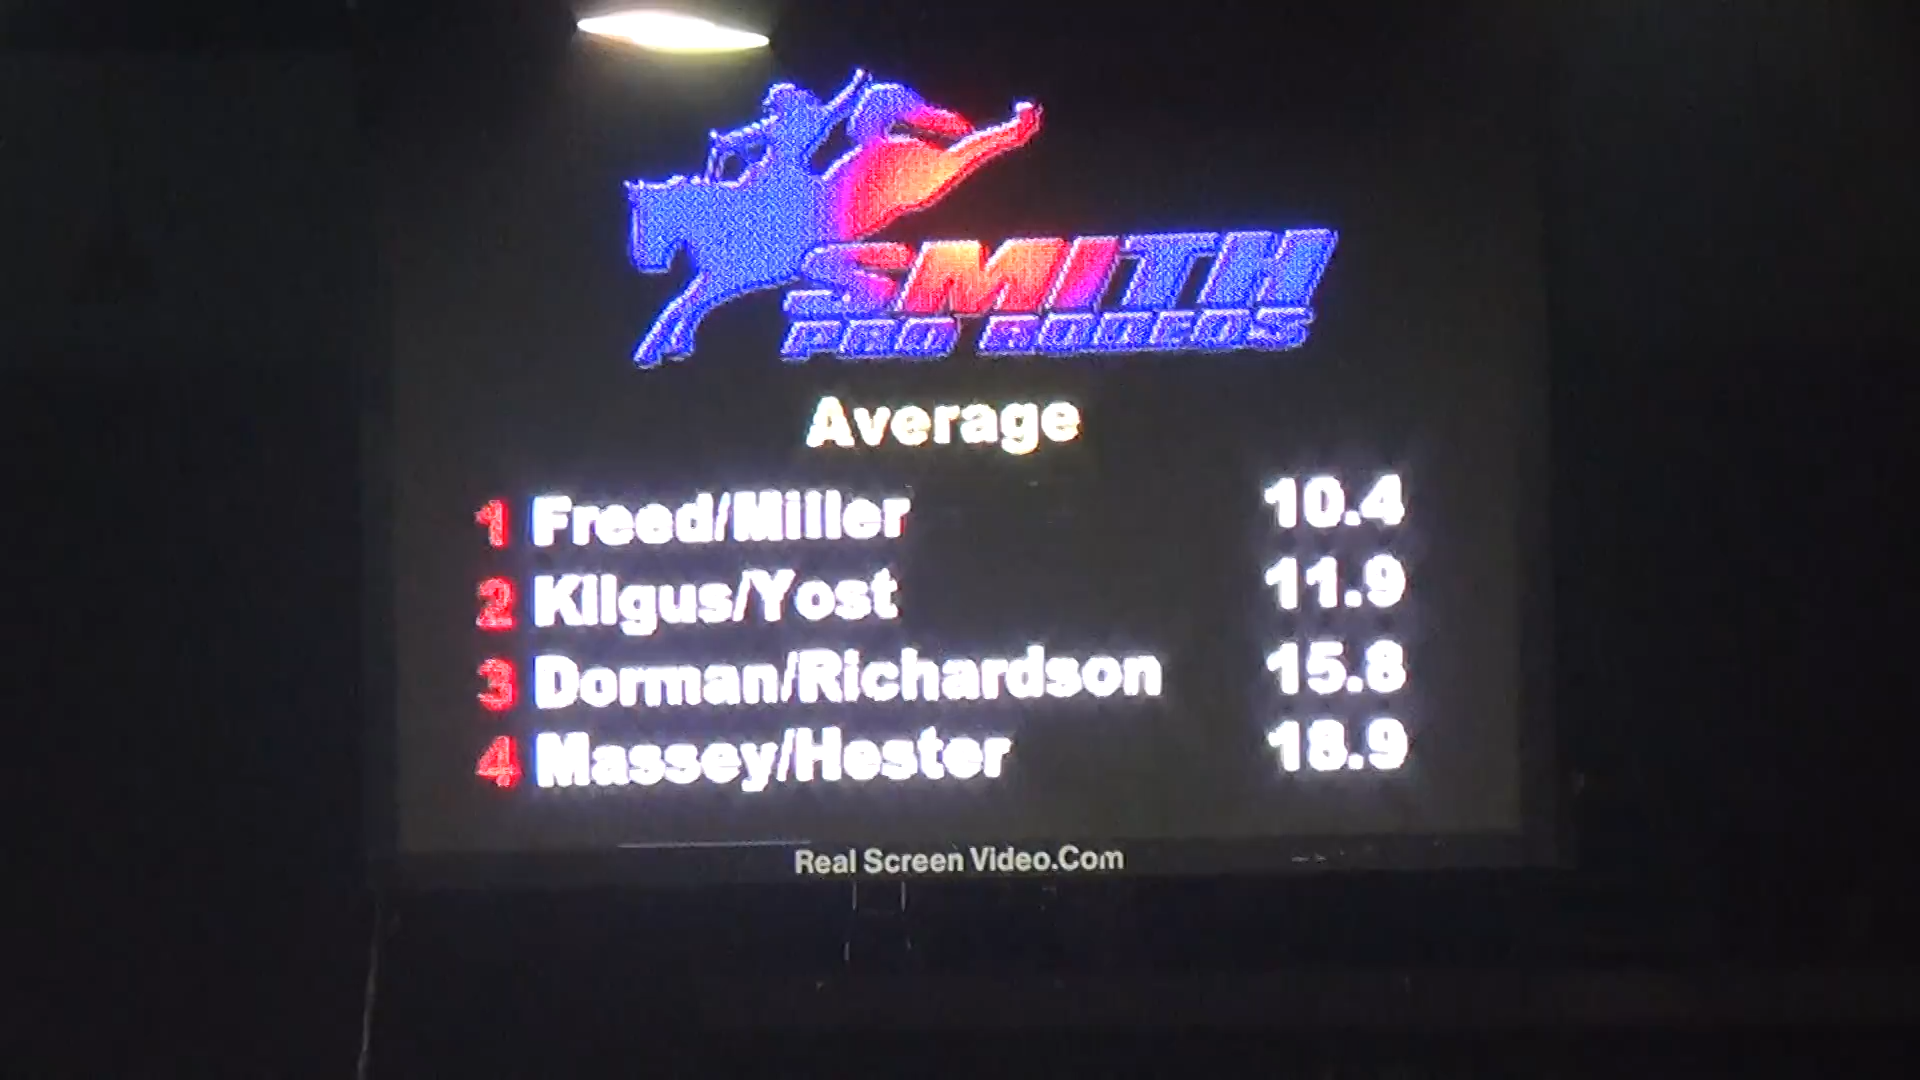 SMITH
PRO RODEOS
Average
1 Freed/Miller 10.4
2 Kilgus/Yost 11.9
3 Dorman/Richardson 15.8
4 Massey/Hester 18.9
Real Screen Video.Com